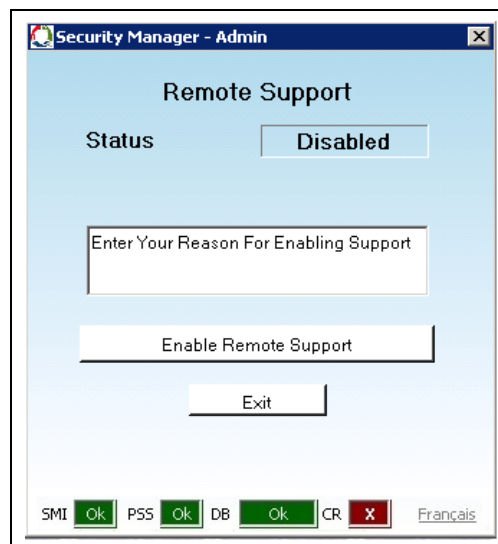 Security Manager - Admin
Remote Support
Status Disabled
Enter Your Reason For Enabling Support
Enable Remote Support
Exit
SMI Ok PSS Ok DB Ok CR X Français